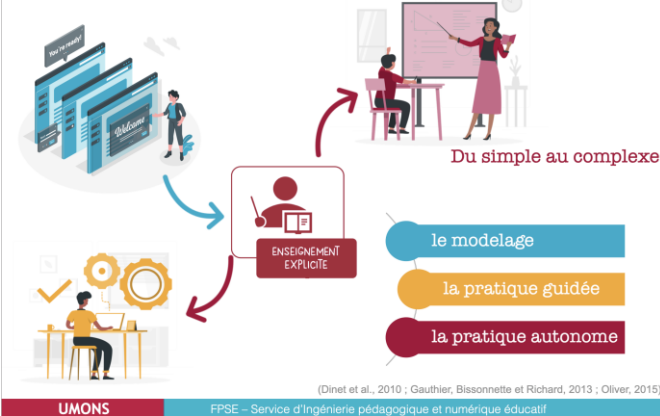 You're ready!
Welcome
Du simple au complexe
ENSEIGNEMENT
EXPLICITE
le modelage
la pratique guidée
la pratique autonome
(Dinet et al., 2010 ; Gauthier, Bissonnette et Richard, 2013 ; Oliver, 2015)
UMONS
FPSE – Service d'Ingénierie pédagogique et numérique éducatif